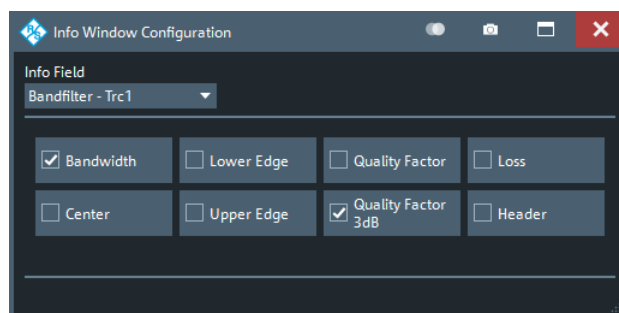 R&S Info Window Configuration
Info Field
Bandfilter - Trc1
Bandwidth
Lower Edge
Quality Factor
Loss
Center
Upper Edge
Quality Factor
3dB
Header